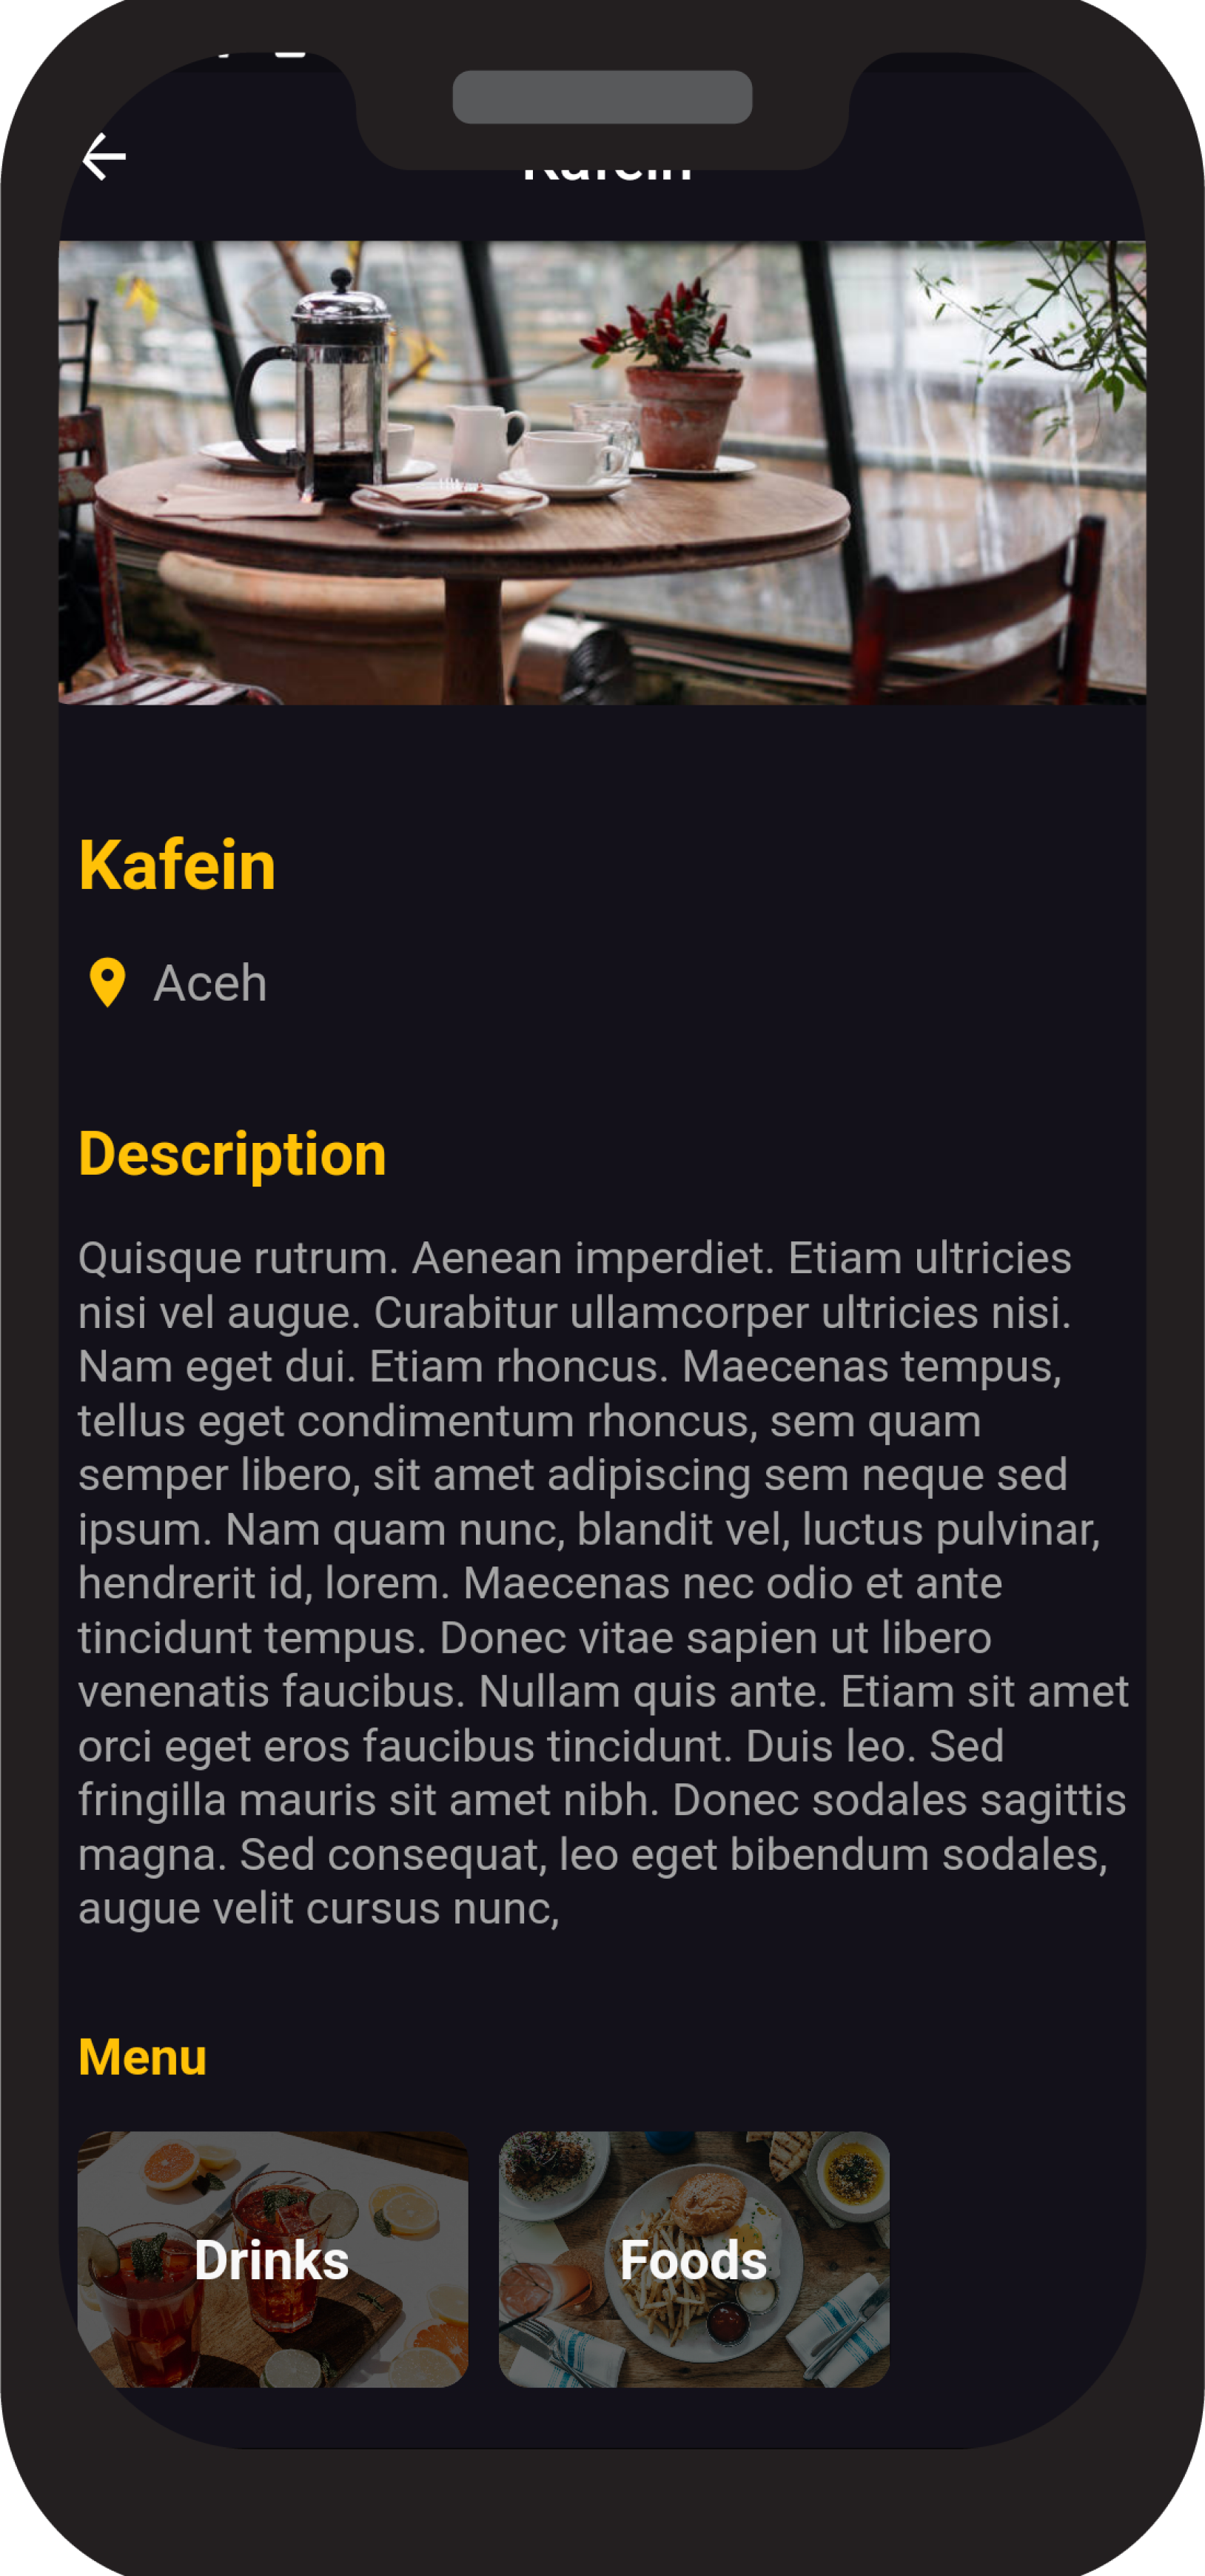 Kafein
Kafein
Aceh
Description
Quisque rutrum. Aenean imperdiet. Etiam ultricies
nisi vel augue. Curabitur ullamcorper ultricies nisi.
Nam eget dui. Etiam rhoncus. Maecenas tempus,
tellus eget condimentum rhoncus, sem quam
semper libero, sit amet adipiscing sem neque sed
ipsum. Nam quam nunc, blandit vel, luctus pulvinar,
hendrerit id, lorem. Maecenas nec odio et ante
tincidunt tempus. Donec vitae sapien ut libero
venenatis faucibus. Nullam quis ante. Etiam sit amet
orci eget eros faucibus tincidunt. Duis leo. Sed
fringilla mauris sit amet nibh. Donec sodales sagittis
magna. Sed consequat, leo eget bibendum sodales,
augue velit cursus nunc,
Menu
Drinks
Foods